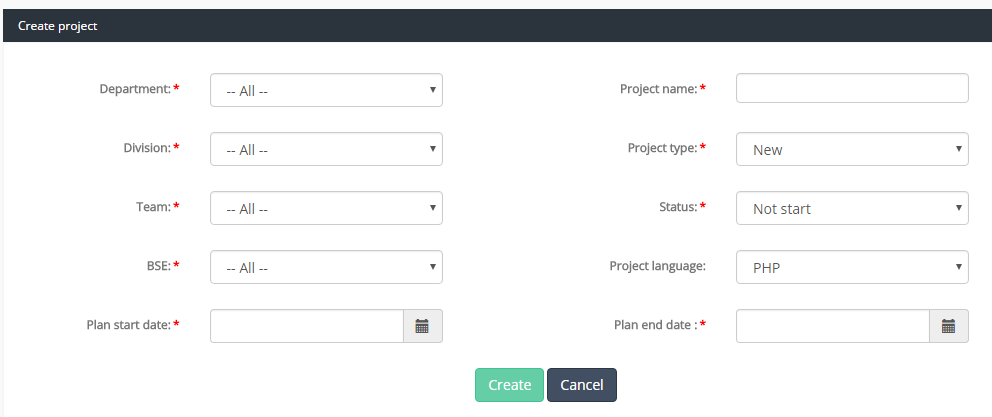 Create project
Department:* -- All -- Project name:*
Division:* -- All -- Project type:* New
Team:* -- All -- Status:* Not start
BSE:* -- All -- Project language: PHP
Plan start date:* Plan end date :*
Create Cancel